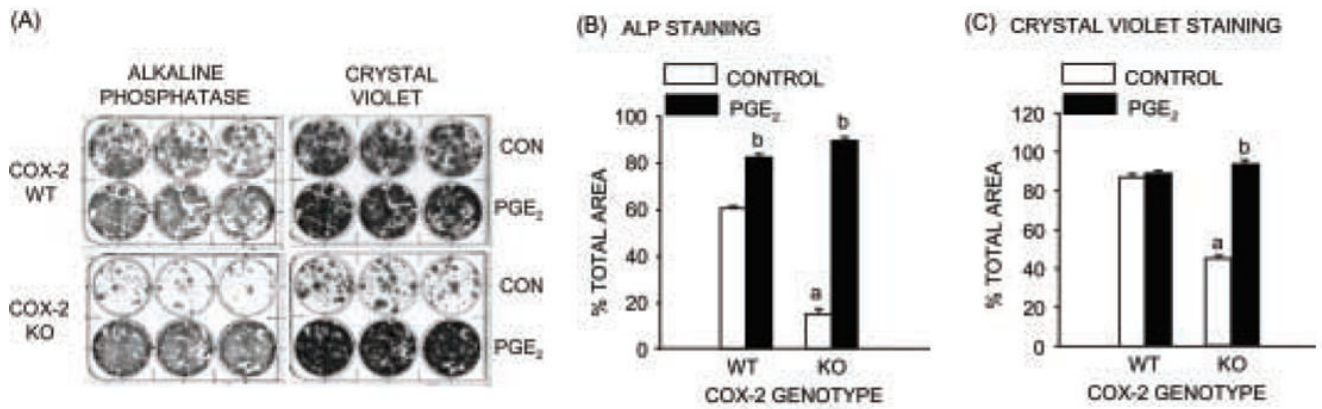 (A)
ALKALINE PHOSPHATASE
CRYSTAL VIOLET
COX-2 WT
CON
PGE₂
COX-2 KO
CON
PGE₂
(B) ALP STAINING
CONTROL
PGE₂
% TOTAL AREA
100
80
60
40
20
0
b
b
a
WT
KO
COX-2 GENOTYPE
(C) CRYSTAL VIOLET STAINING
CONTROL
PGE₂
% TOTAL AREA
120
100
80
60
40
20
0
b
a
WT
KO
COX-2 GENOTYPE